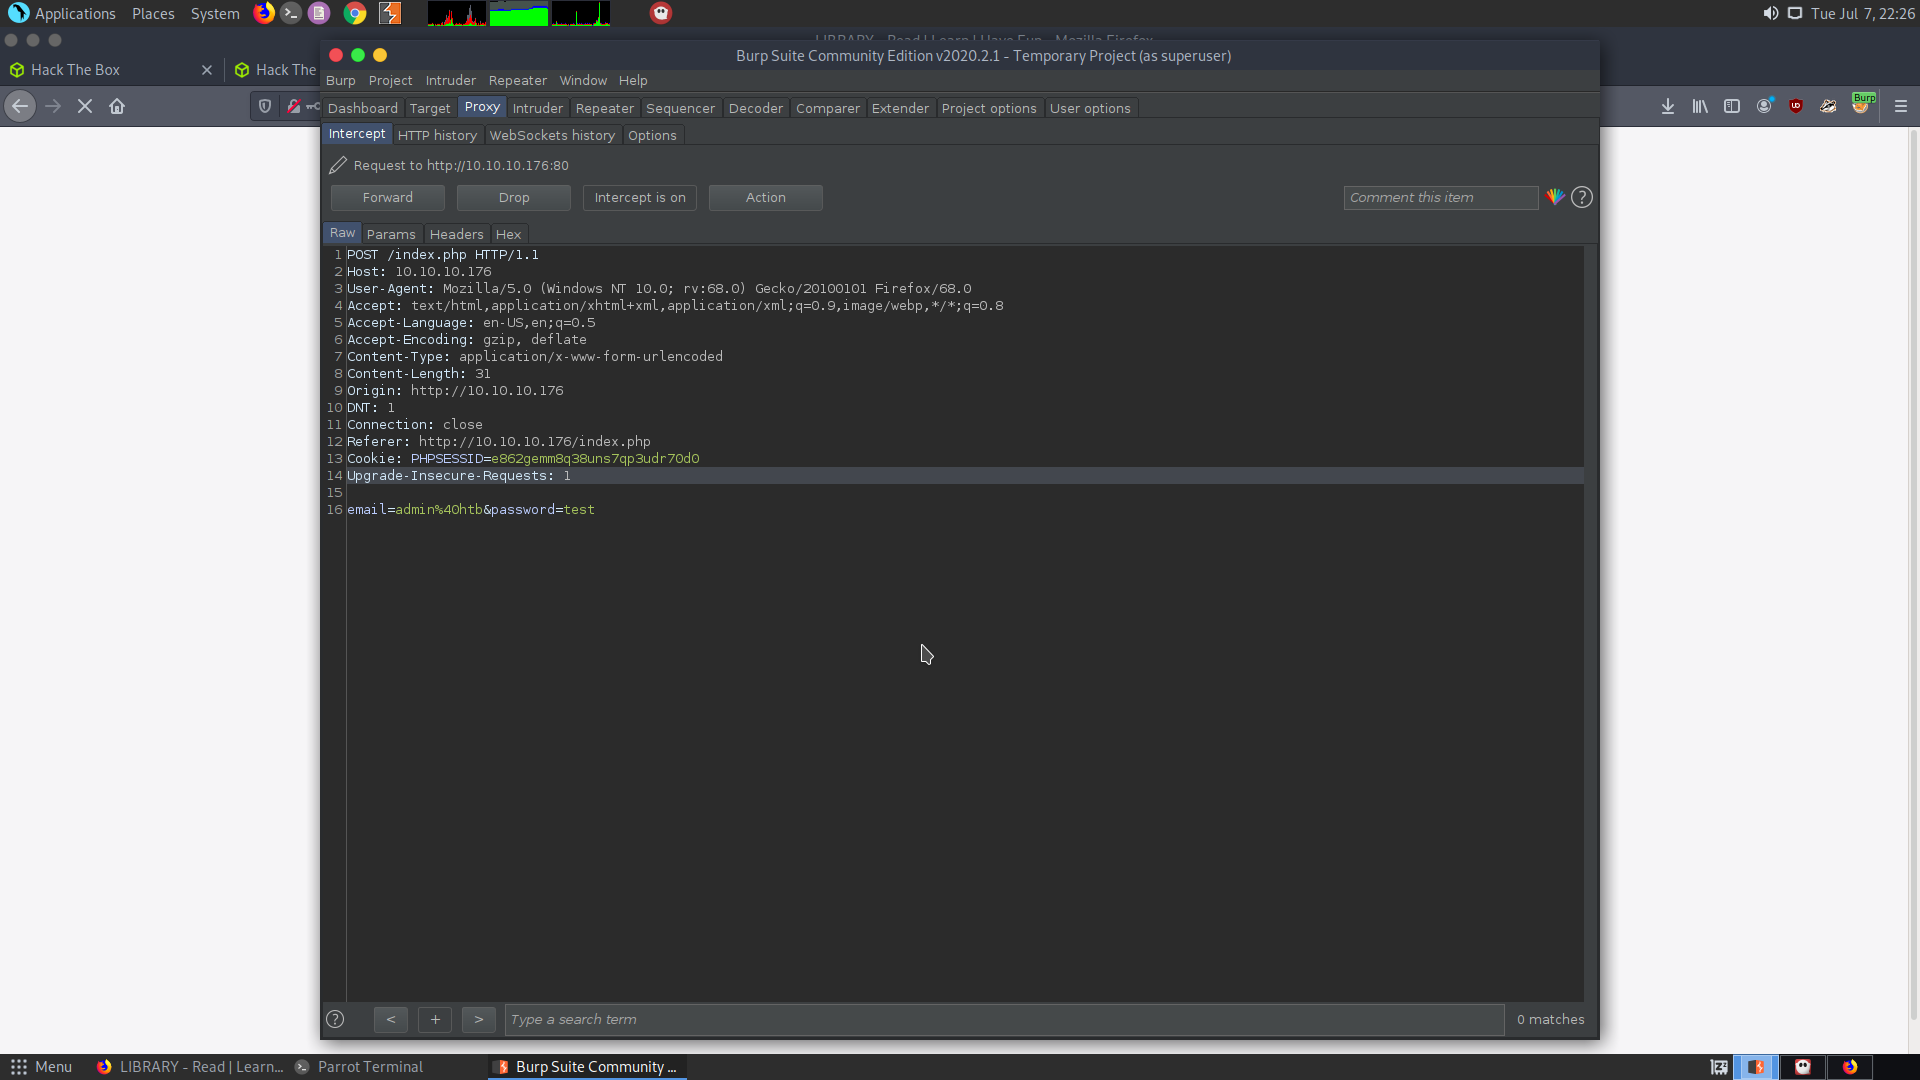 Applications Places System Tue Jul 7, 22:26
LIBRARY - Read | Learn | Have Fun - Mozilla Firefox
Burp Suite Community Edition v2020.2.1 - Temporary Project (as superuser)
Hack The Box Hack The
Burp Project Intruder Repeater Window Help
Dashboard Target Proxy Intruder Repeater Sequencer Decoder Comparer Extender Project options User options
Burp
Intercept HTTP history WebSockets history Options
Request to http://10.10.10.176:80
Forward Drop Intercept is on Action Comment this item ?
Raw Params Headers Hex
1 POST /index.php HTTP/1.1
2 Host: 10.10.10.176
3 User-Agent: Mozilla/5.0 (Windows NT 10.0; rv:68.0) Gecko/20100101 Firefox/68.0
4 Accept: text/html,application/xhtml+xml,application/xml;q=0.9,image/webp,*/*;q=0.8
5 Accept-Language: en-US,en;q=0.5
6 Accept-Encoding: gzip, deflate
7 Content-Type: application/x-www-form-urlencoded
8 Content-Length: 31
9 Origin: http://10.10.10.176
10 DNT: 1
11 Connection: close
12 Referer: http://10.10.10.176/index.php
13 Cookie: PHPSESSID=e862gemm8q38uns7qp3udr70d0
14 Upgrade-Insecure-Requests: 1
15
16 email=admin%40htb&password=test
? < + > Type a search term 0 matches
Menu LIBRARY - Read | Learn... Parrot Terminal Burp Suite Community ...